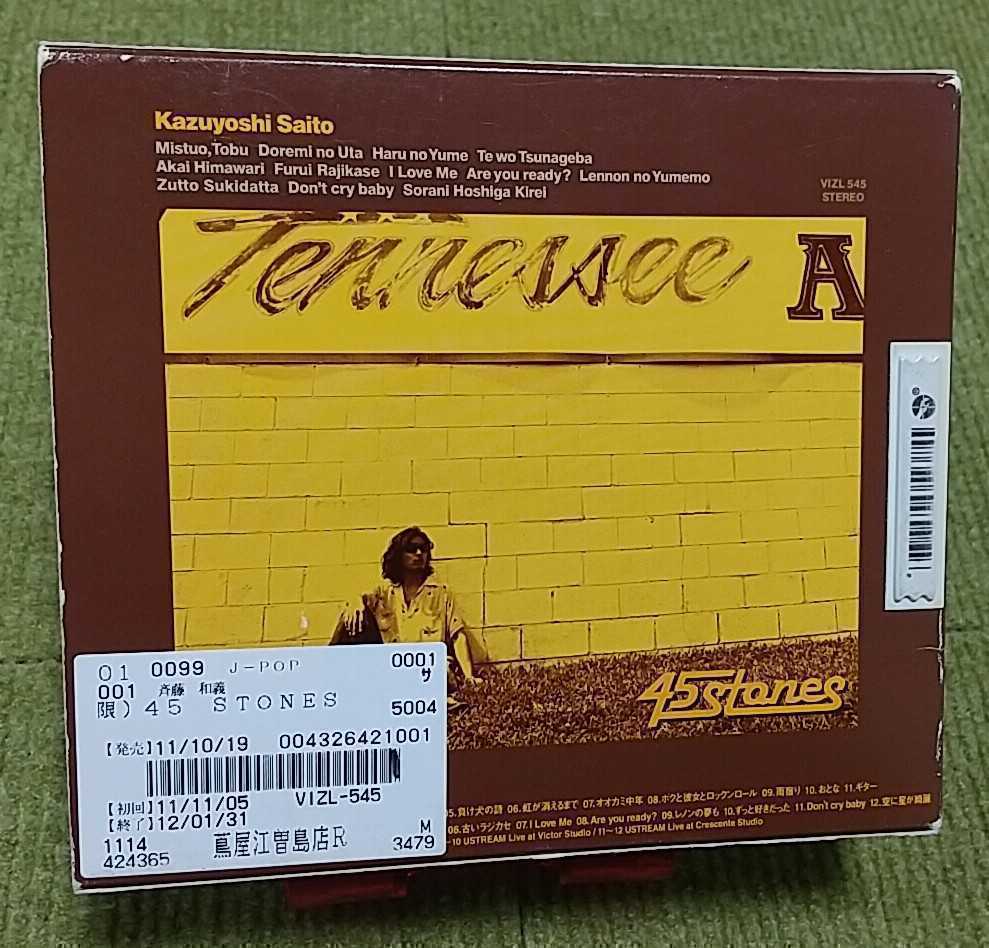 Kazuyoshi Saito
Mistuo,Tobu Doremi no Uta Haru no Yume Te wo Tsunageba
Akai Himawari Furui Rajikase I Love Me Are you ready? Lennon no Yumemo
Zutto Sukidatta Don't cry baby Sorani Hoshiga Kirei
VIZL 545
STEREO
Tennessee A
45 stones
01 0099 J-POP 0001
001 斉藤 和義 サ
限)45 STONES 5004
【発売】11/10/19 004326421001
【初回】11/11/05 VIZL-545
【終了】12/01/31
1114 蔦屋江曽島店R M
424365 3479
5.負け犬の詩 06.虹が消えるまで 07.オオカミ中年 08.ボクと彼女とロックンロール 09.雨宿り 10.おとな 11.ギター
06.古いラジカセ 07.I Love Me 08.Are you ready? 09.レノンの夢も 10.ずっと好きだった 11.Don't cry baby 12.空に星が綺麗
-10 USTREAM Live at Victor Studio / 11～12 USTREAM Live at Crescente Studio